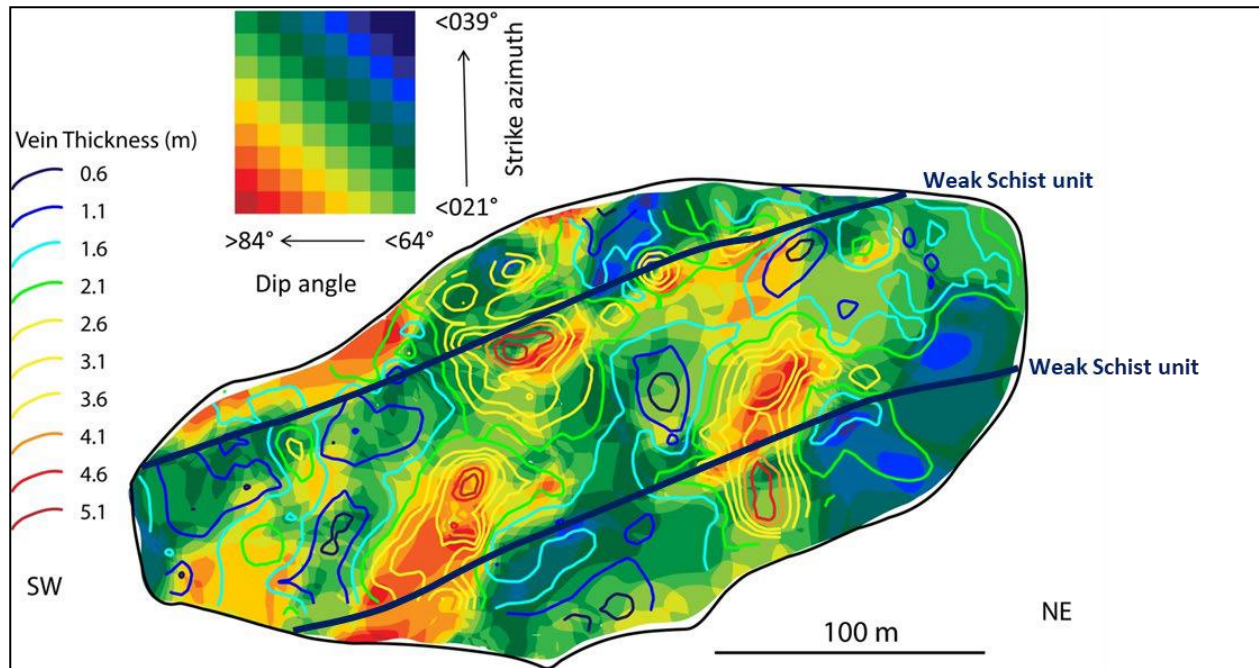 <039°
Strike azimuth
<021°
>84°
<64°
Dip angle
Vein Thickness (m)
0.6
1.1
1.6
2.1
2.6
3.1
3.6
4.1
4.6
5.1
Weak Schist unit
Weak Schist unit
SW
NE
100 m